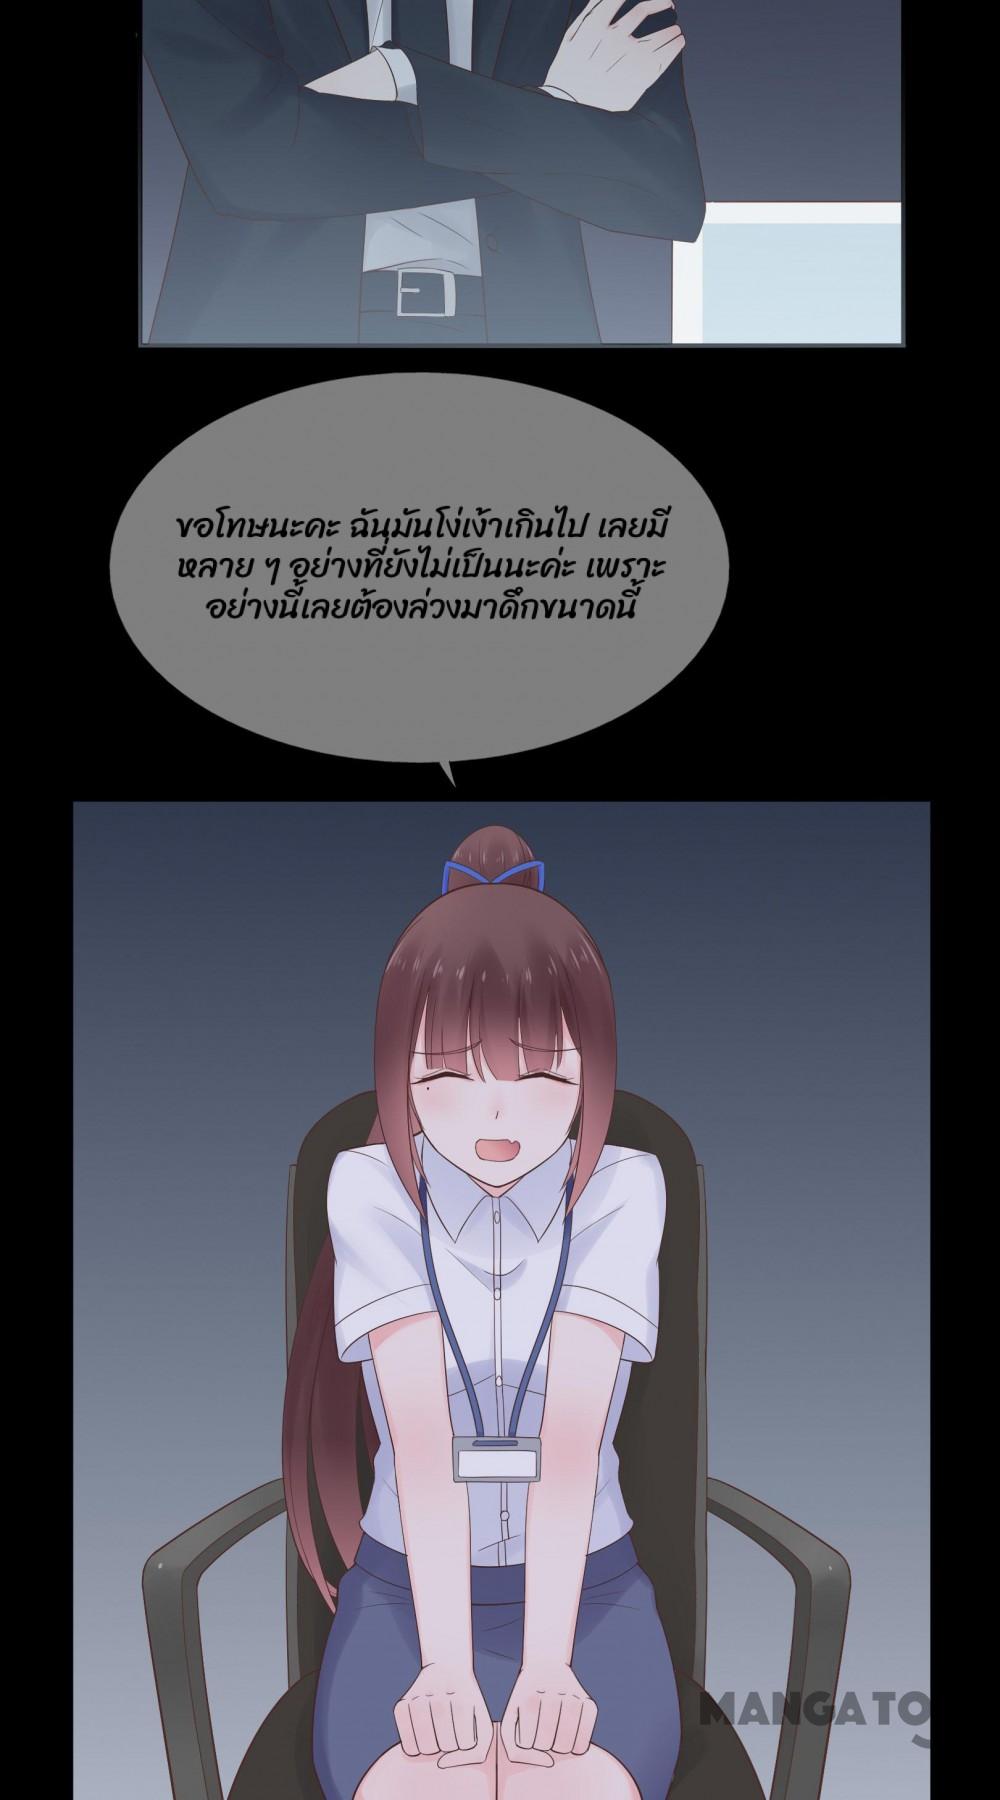 ขอโทษนะคะ ฉันมันโง่เง้าเกินไป เลยมี
หลาย ๆ อย่างที่ยังไม่เป็นนะค่ะ เพราะ
อย่างนี้เลยต้องล่วงมาดึกขนาดนี้
MANGATO